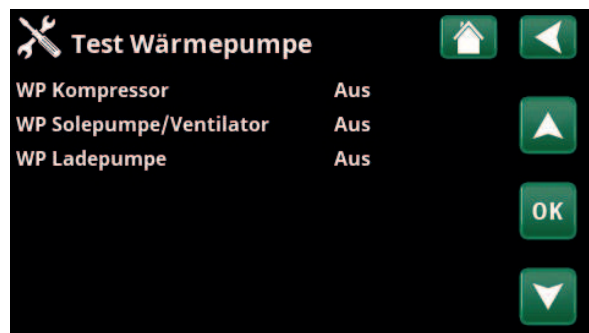 Test Wärmepumpe
WP Kompressor Aus
WP Solepumpe/Ventilator Aus
WP Ladepumpe Aus
OK